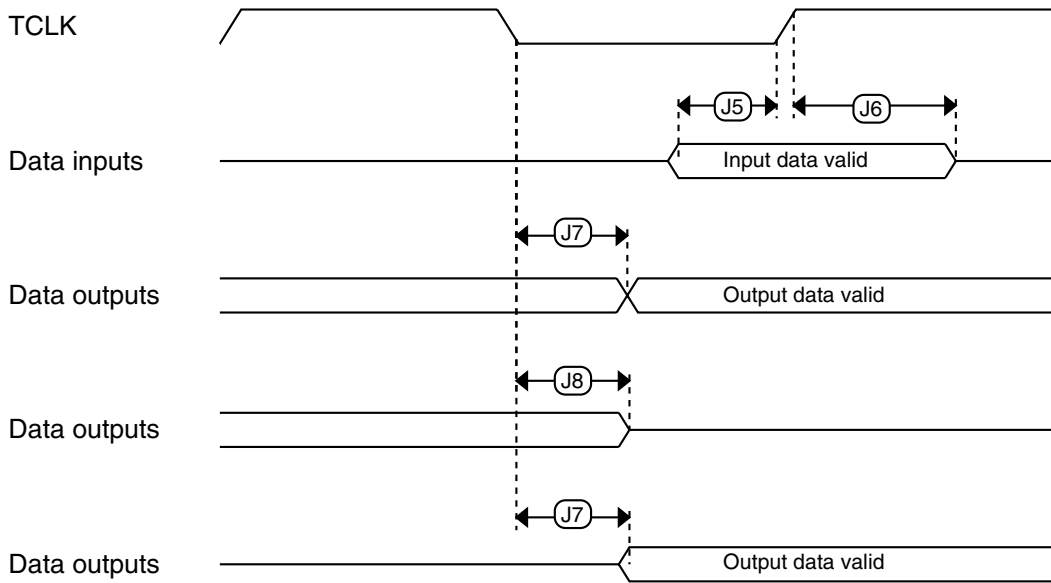 TCLK
J5
J6
Data inputs
Input data valid
J7
Data outputs
Output data valid
J8
Data outputs
J7
Data outputs
Output data valid